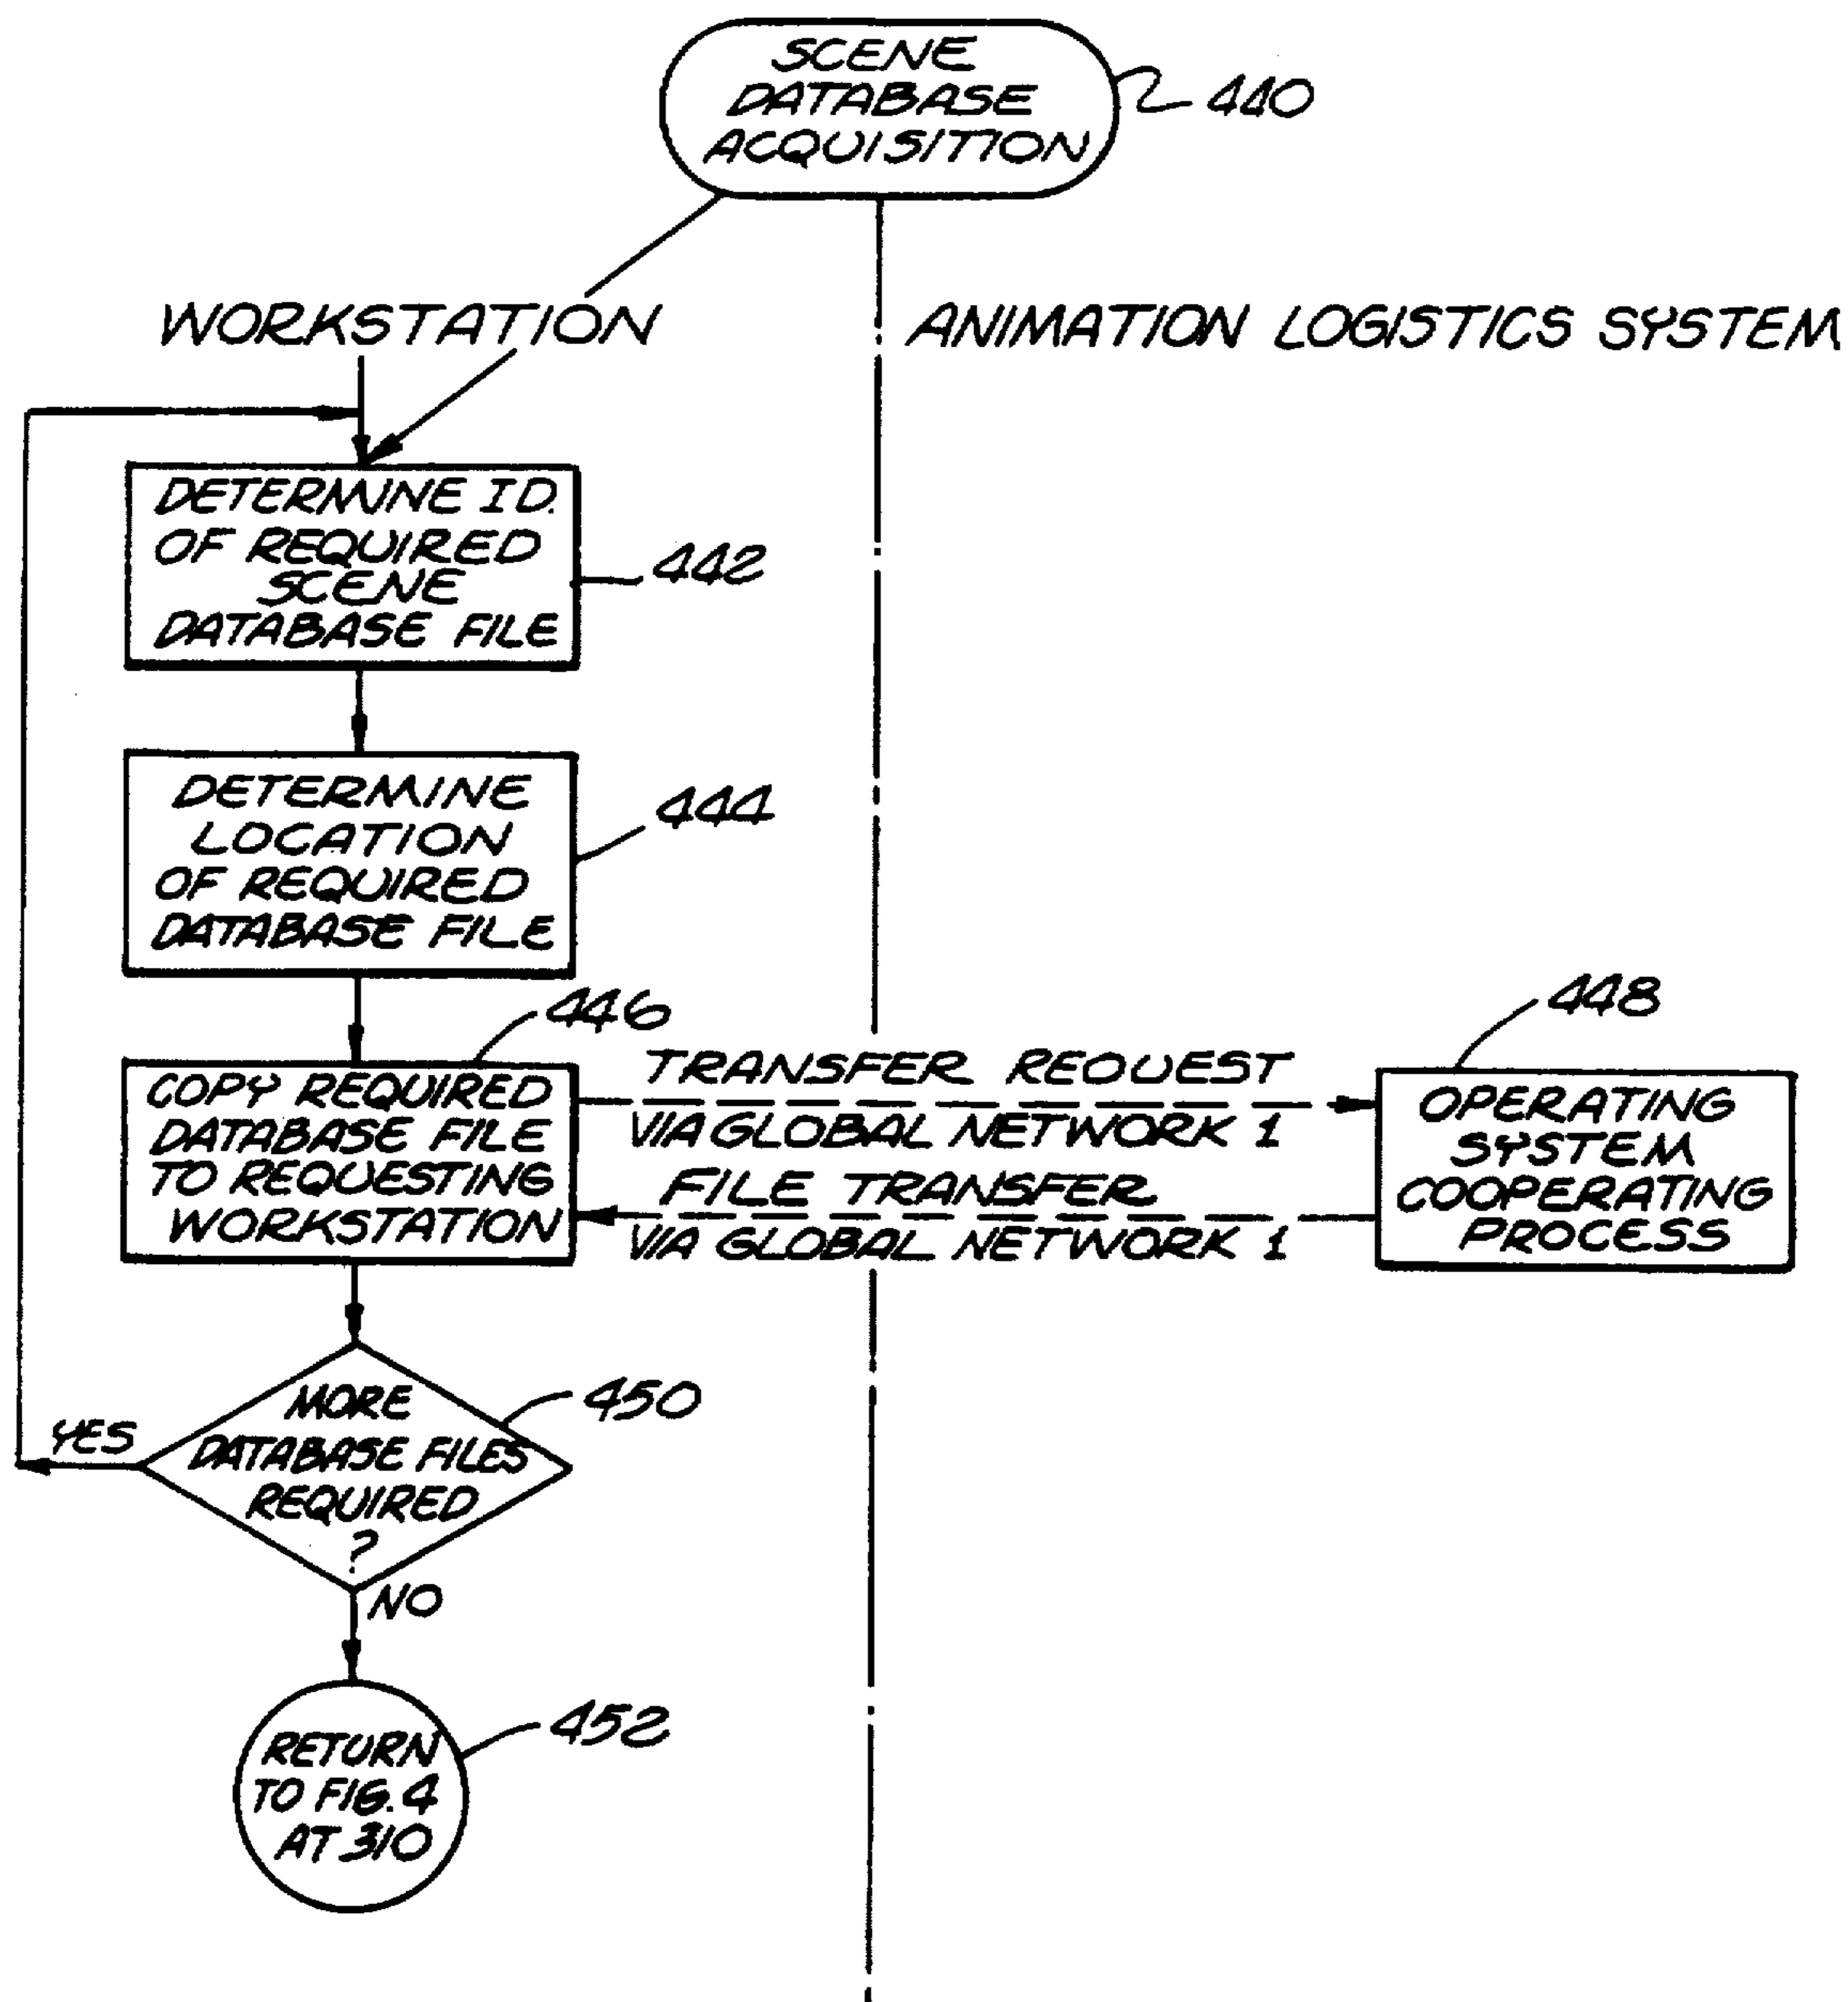 SCENE
DATABASE
ACQUISITION
440
WORKSTATION
ANIMATION LOGISTICS SYSTEM
DETERMINE I.D.
OF REQUIRED
SCENE
DATABASE FILE
442
DETERMINE
LOCATION
OF REQUIRED
DATABASE FILE
444
446
COPY REQUIRED
DATABASE FILE
TO REQUESTING
WORKSTATION
TRANSFER REQUEST
VIA GLOBAL NETWORK 1
FILE TRANSFER
VIA GLOBAL NETWORK 1
448
OPERATING
SYSTEM
COOPERATING
PROCESS
450
MORE
DATABASE FILES
REQUIRED
?
YES
NO
452
RETURN
TO FIG. 4
AT 310